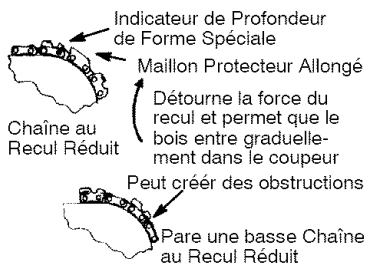 Indicateur de Profondeur
de Forme Spéciale
Maillon Protecteur Allongé
Détourne la force du
recul et permet que le
bois entre graduelle-
ment dans le coupeur
Chaîne au
Recul Réduit
Peut créér des obstructions
Pare une basse Chaîne
au Recul Réduit